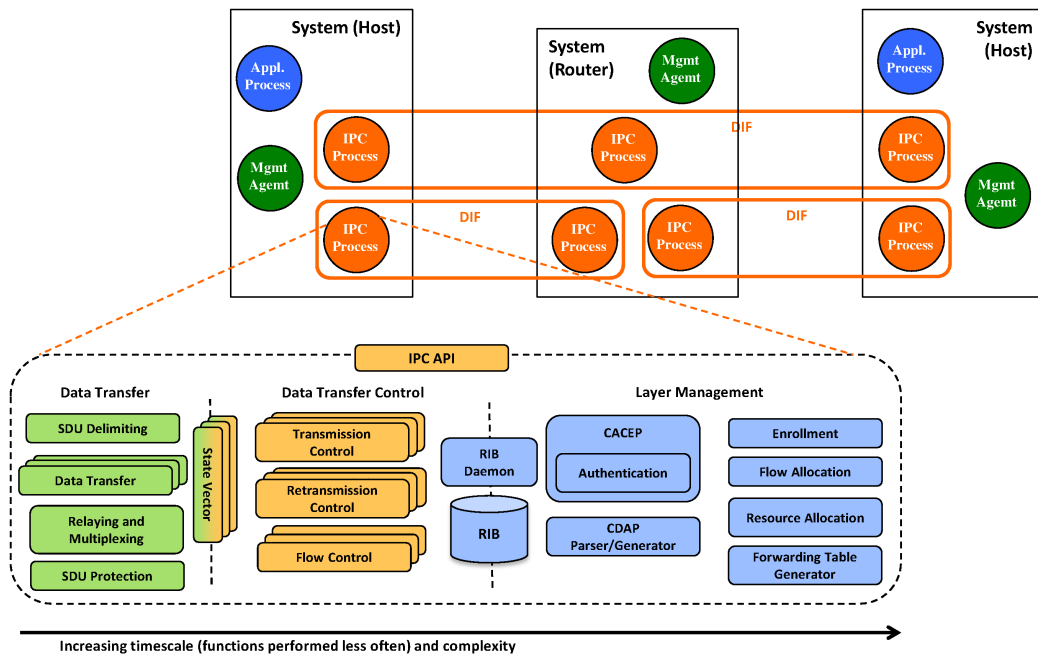 System (Host)
Appl.
Process
Mgmt
Agemt
System
(Router)
Mgmt
Agemt
System
(Host)
Appl.
Process
Mgmt
Agemt
DIF
IPC
Process
IPC
Process
IPC
Process
DIF
IPC
Process
IPC
Process
DIF
IPC
Process
IPC
Process
IPC API
Data Transfer
SDU Delimiting
Data Transfer
Relaying and
Multiplexing
SDU Protection
State Vector
Data Transfer Control
Transmission
Control
Retransmission
Control
Flow Control
Layer Management
RIB
Daemon
RIB
CACEP
Authentication
CDAP
Parser/Generator
Enrollment
Flow Allocation
Resource Allocation
Forwarding Table
Generator
Increasing timescale (functions performed less often) and complexity